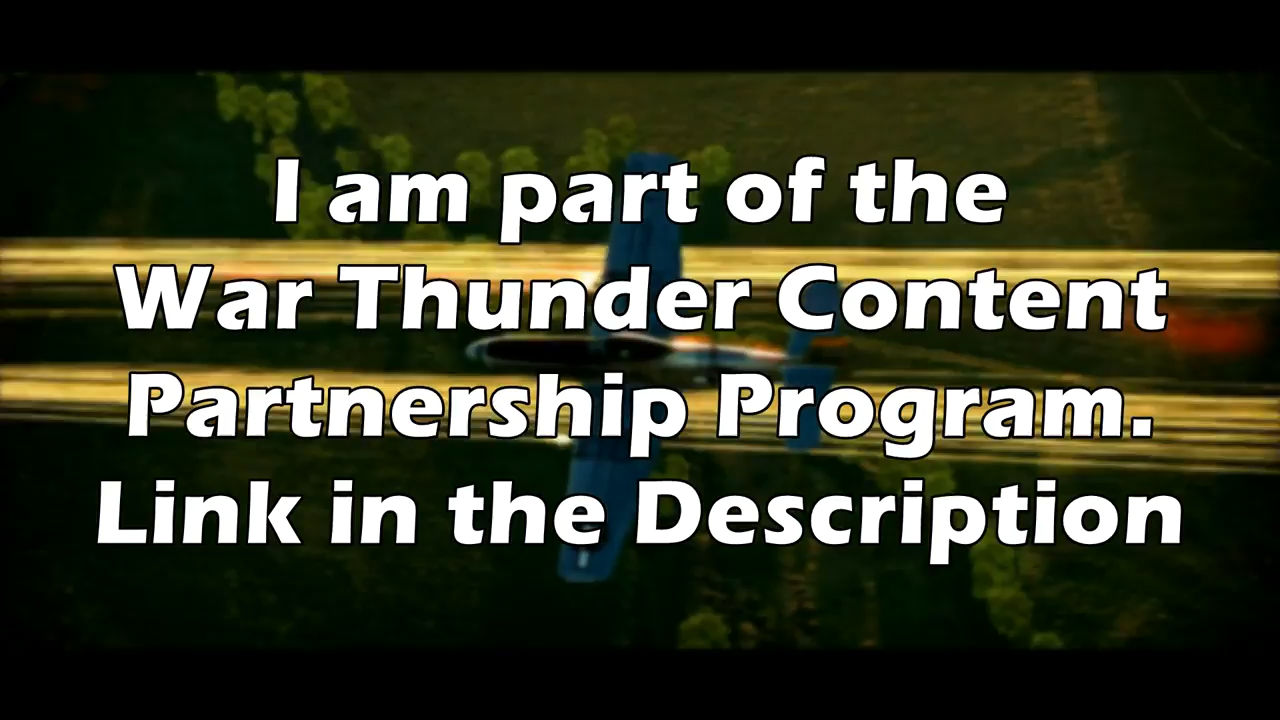 I am part of the
War Thunder Content
Partnership Program.
Link in the Description